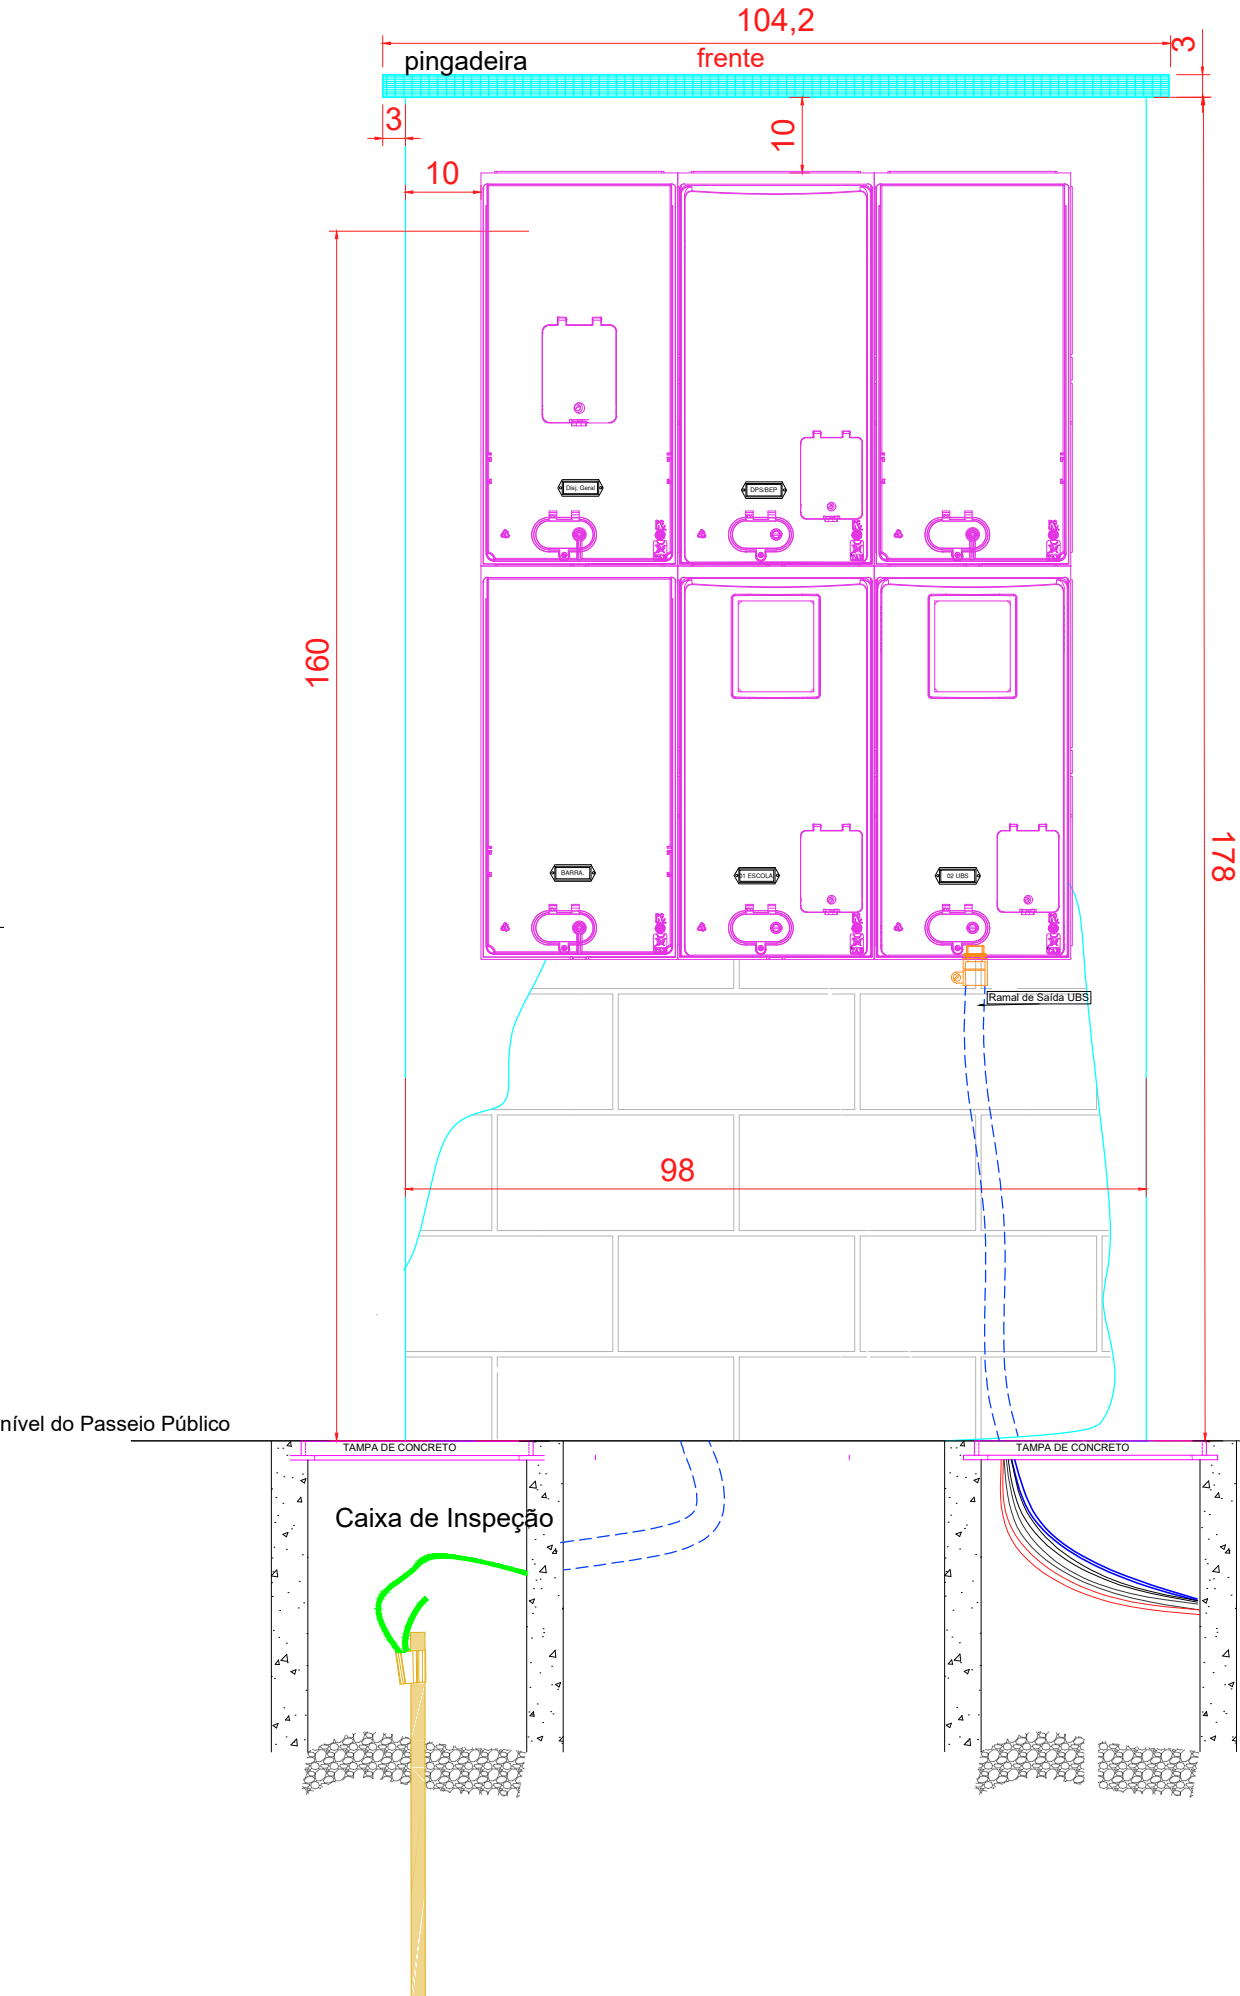 104,2
3
pingadeira
frente
3
10
10
160
Disj. Geral
DPS/BEP
178
BARRA.
01 ESCOLA
02 UBS
Ramal de Saída UBS
98
nível do Passeio Público
TAMPA DE CONCRETO
TAMPA DE CONCRETO
Caixa de Inspeção